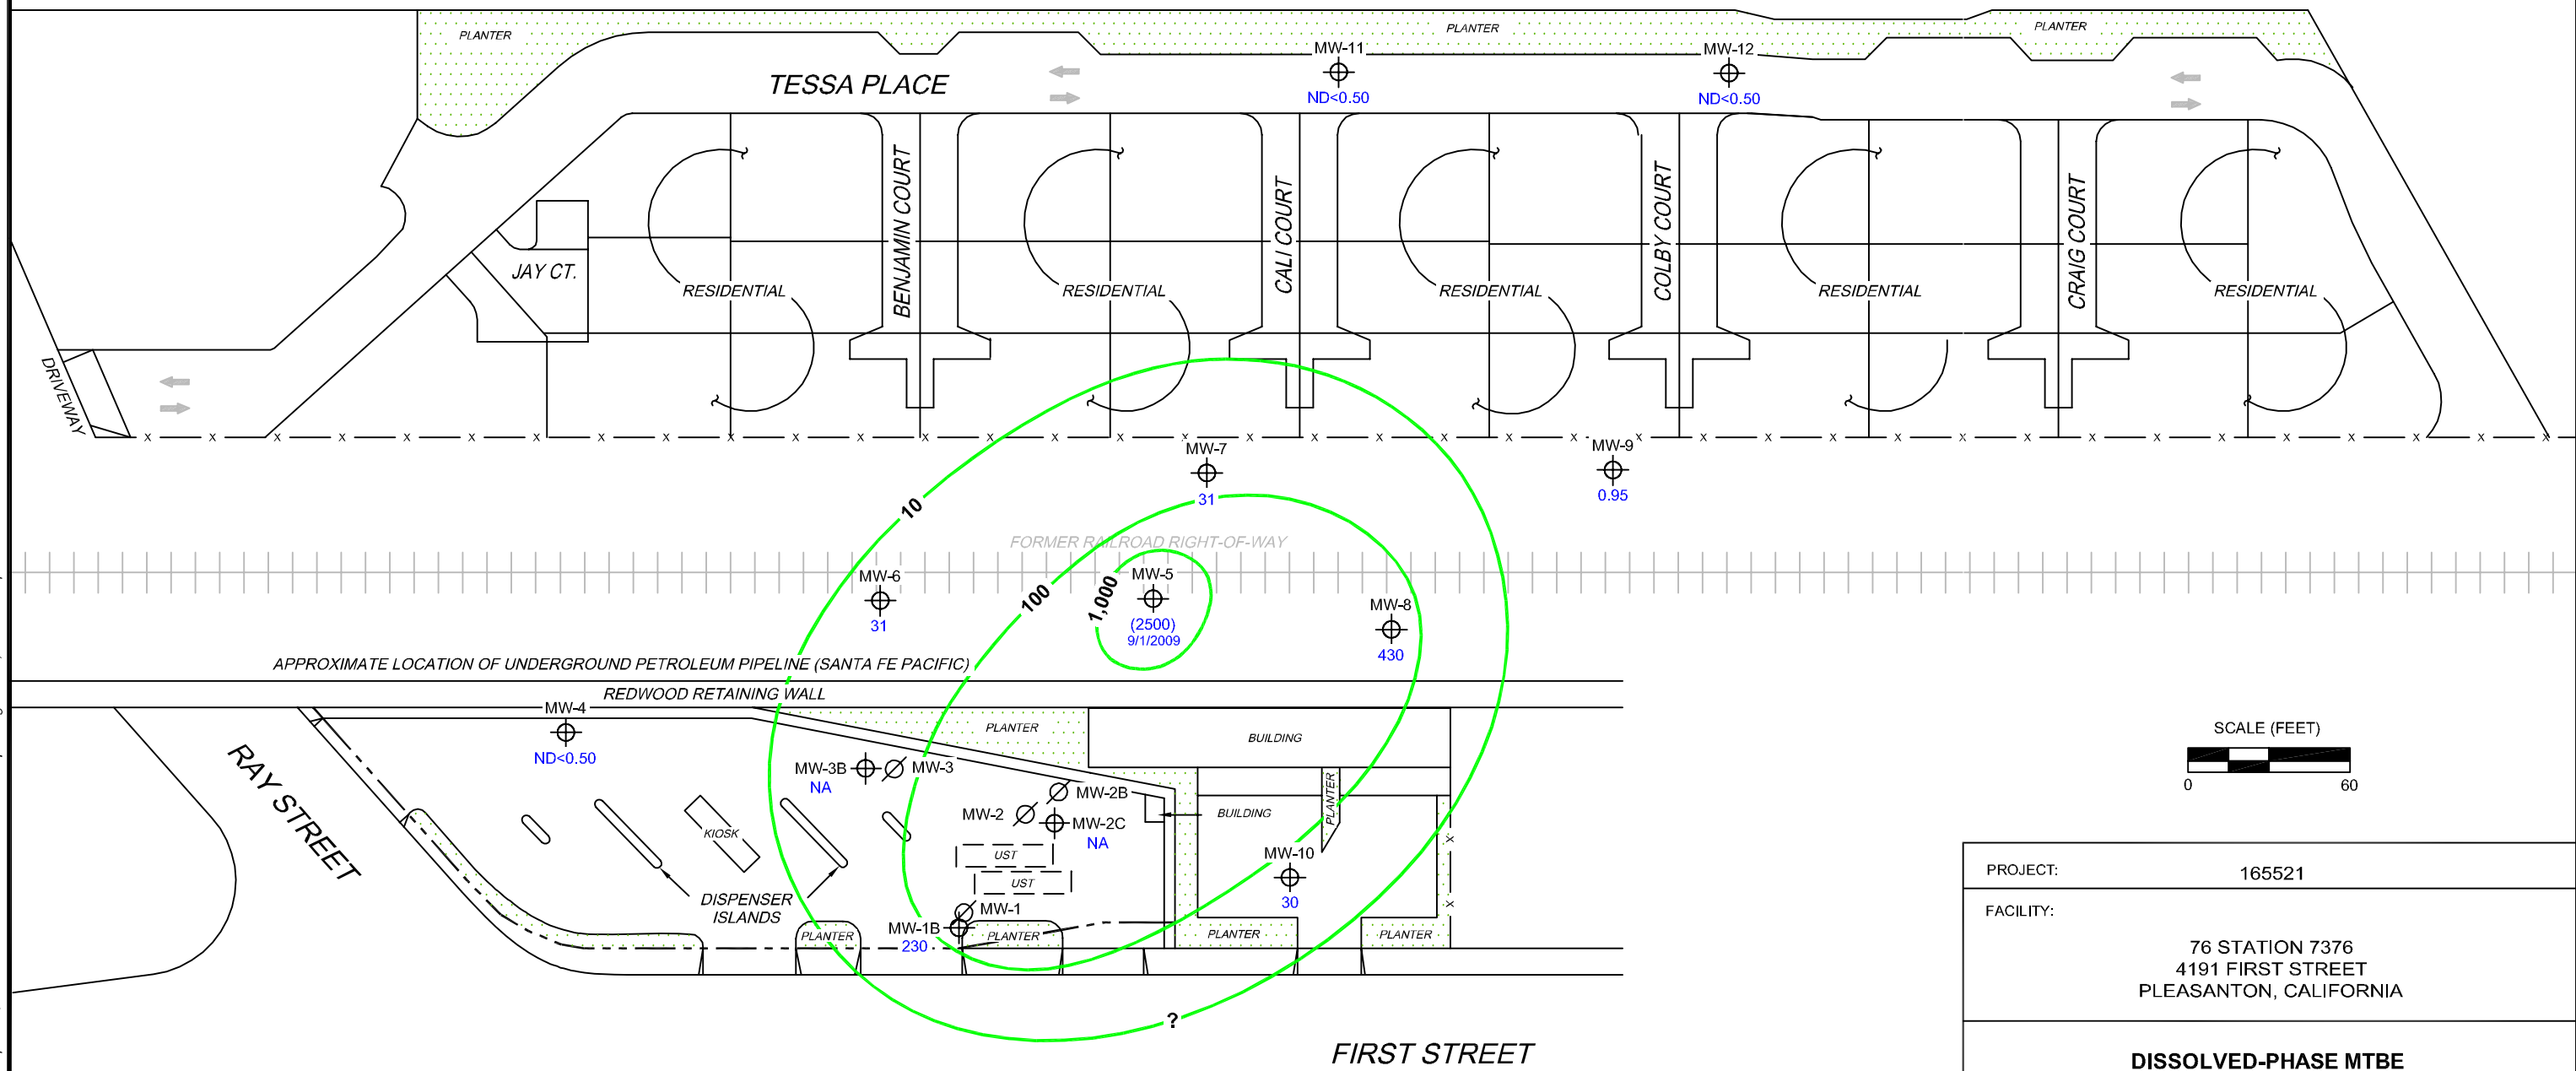 PLANTER
PLANTER
PLANTER
MW-11
MW-12
TESSA PLACE
ND<0.50
ND<0.50
BENJAMIN COURT
CALI COURT
COLBY COURT
CRAIG COURT
JAY CT.
RESIDENTIAL
RESIDENTIAL
RESIDENTIAL
RESIDENTIAL
RESIDENTIAL
DRIVEWAY
MW-7
31
MW-9
0.95
10
FORMER RAILROAD RIGHT-OF-WAY
MW-6
31
100
1,000
MW-5
(2500)
9/1/2009
MW-8
430
APPROXIMATE LOCATION OF UNDERGROUND PETROLEUM PIPELINE (SANTA FE PACIFIC)
REDWOOD RETAINING WALL
MW-4
ND<0.50
RAY STREET
PLANTER
BUILDING
MW-3B
NA
MW-3
MW-2B
MW-2
MW-2C
NA
BUILDING
PLANTER
KIOSK
UST
UST
MW-10
30
DISPENSER
ISLANDS
MW-1
MW-1B
230
PLANTER
PLANTER
PLANTER
PLANTER
?
FIRST STREET
SCALE (FEET)
0
60
PROJECT:
165521
FACILITY:
76 STATION 7376
4191 FIRST STREET
PLEASANTON, CALIFORNIA
DISSOLVED-PHASE MTBE